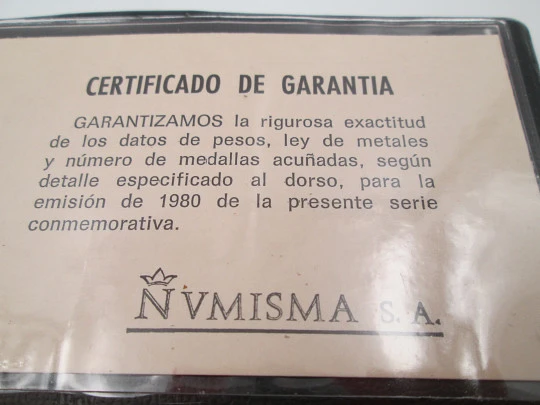 CERTIFICADO DE GARANTIA
GARANTIZAMOS la rigurosa exactitud
de los datos de pesos, ley de metales
y número de medallas acuñadas, según
detalle especificado al dorso, para la
emisión de 1980 de la presente serie
conmemorativa.
NVMISMA S. A.